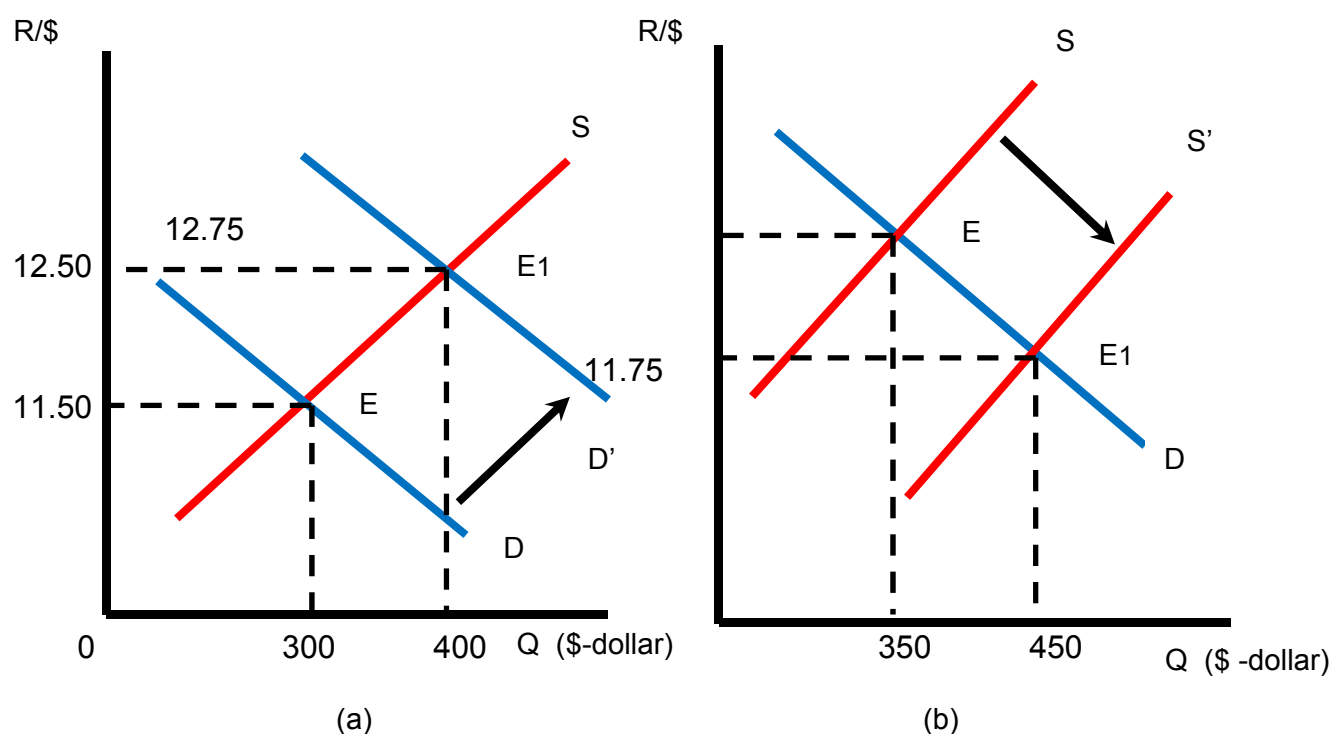 R/$
S
12.75
12.50
E1
11.75
11.50
E
D’
D
0
300
400
Q ($-dollar)
(a)
R/$
S
S’
E
E1
D
350
450
Q ($ -dollar)
(b)